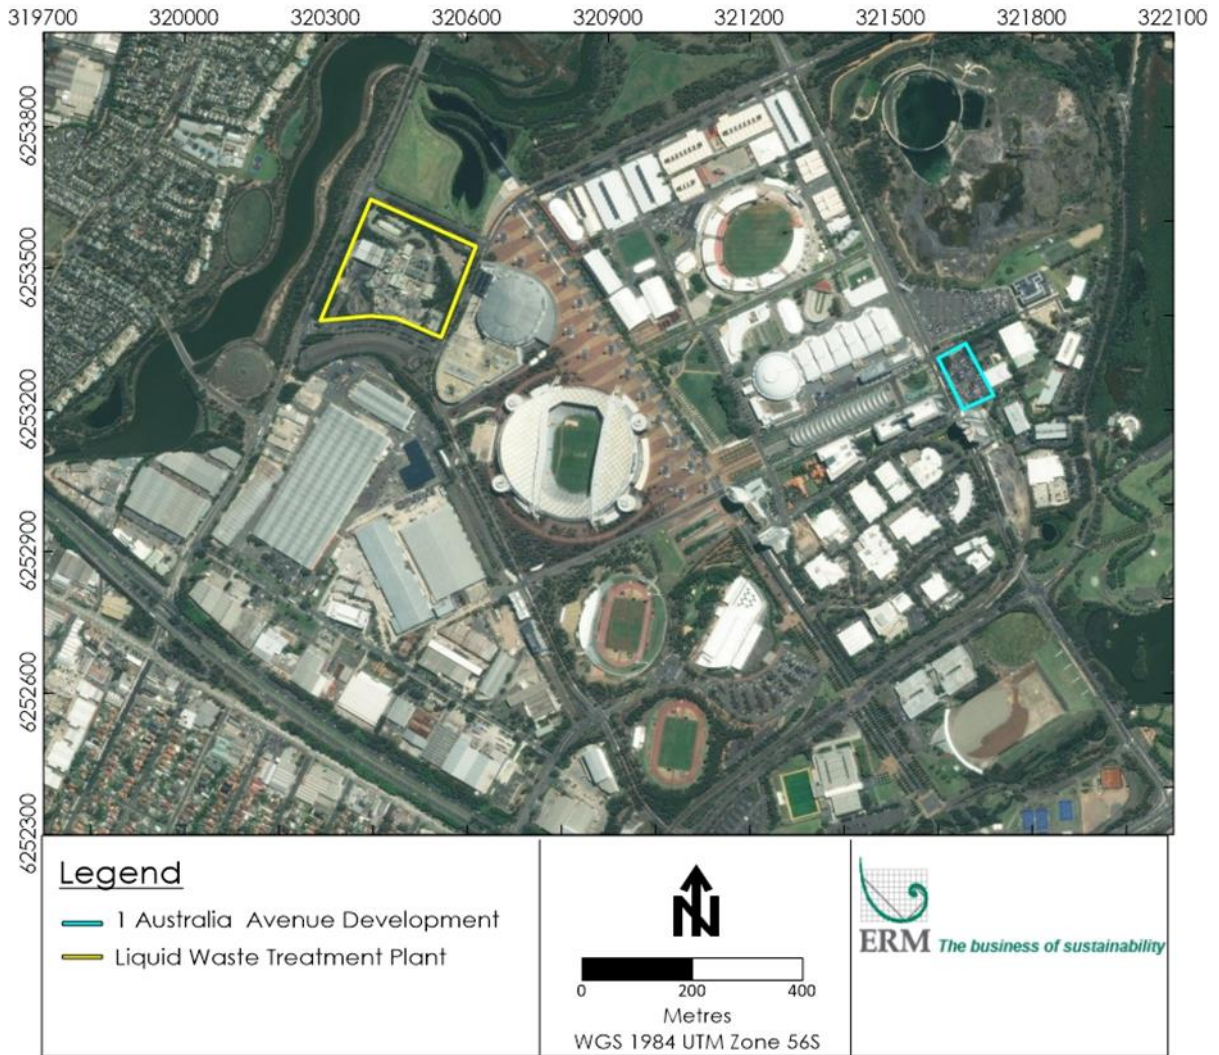 319700 320000 320300 320600 320900 321200 321500 321800 322100
6253800
6253500
6253200
6252900
6252600
6252300
Legend
1 Australia Avenue Development
Liquid Waste Treatment Plant
N
0 200 400
Metres
WGS 1984 UTM Zone 56S
ERM The business of sustainability